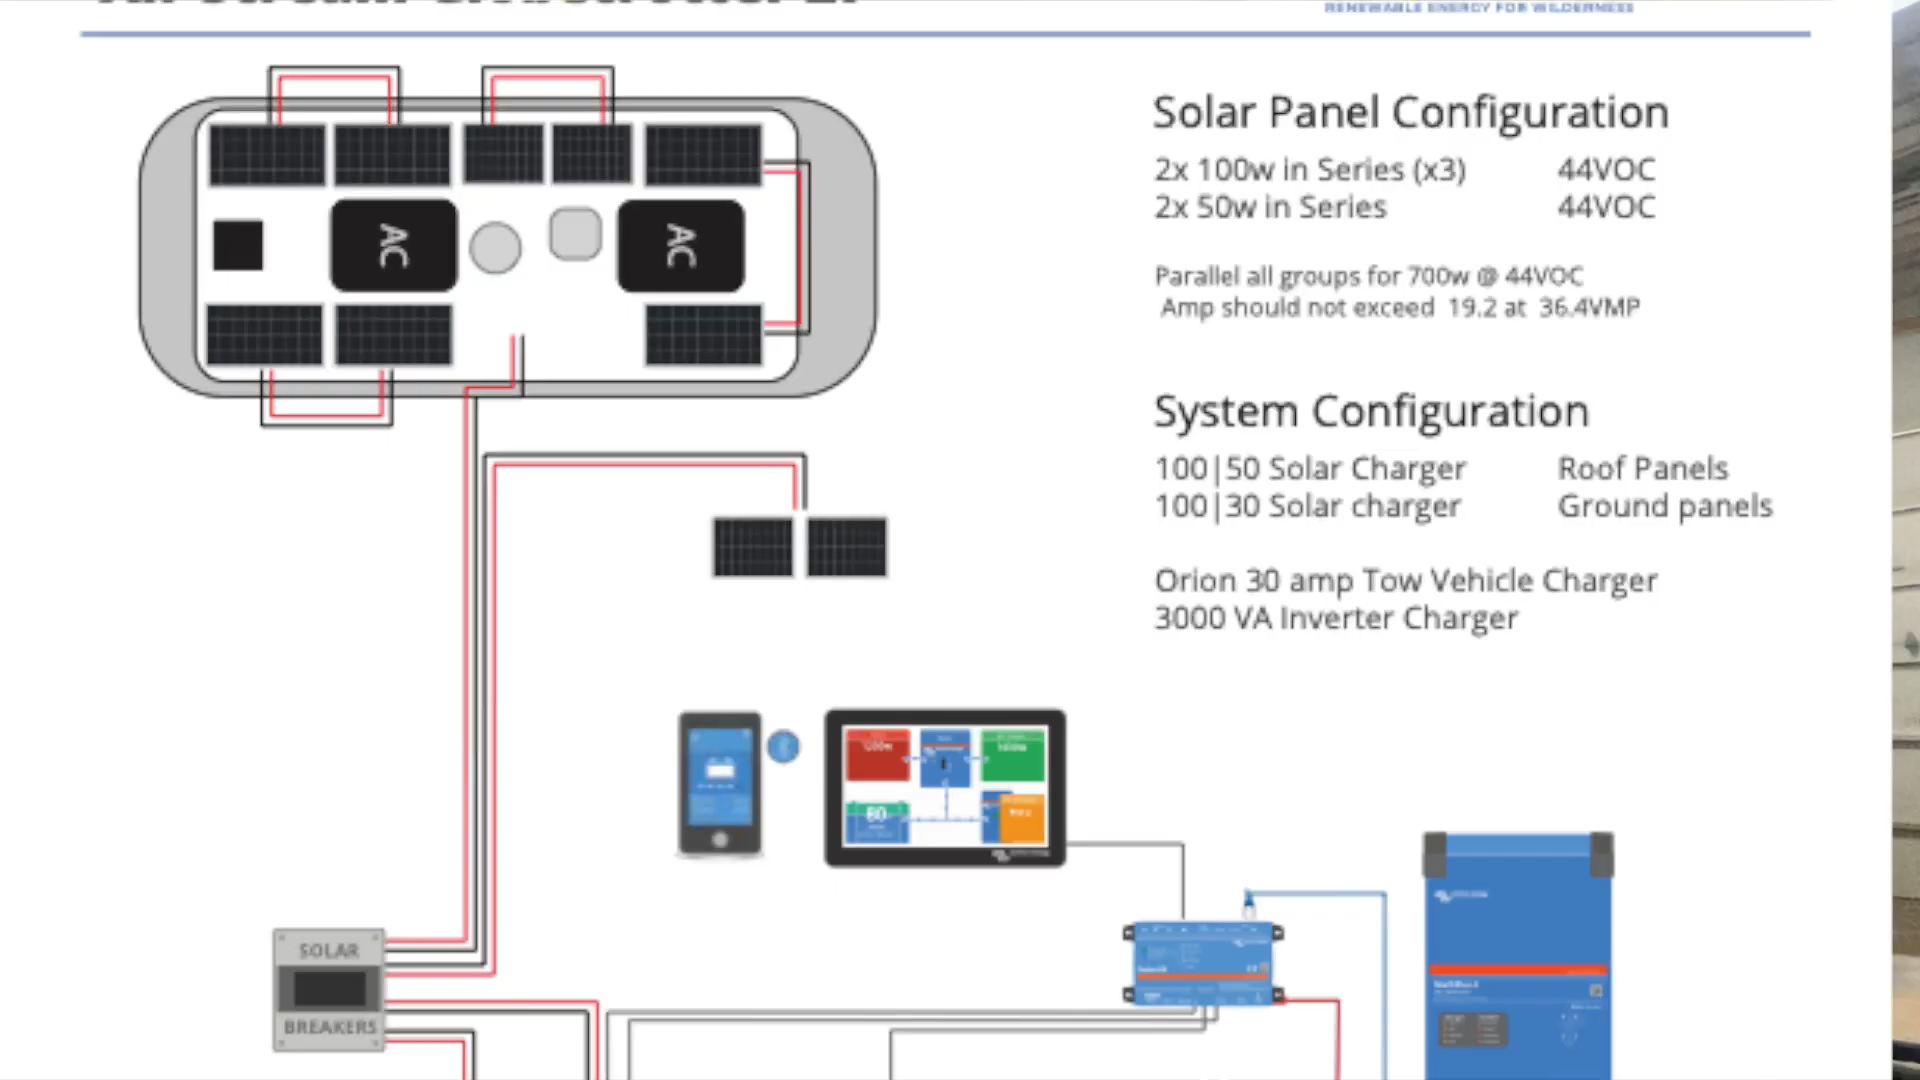 RENEWABLE ENERGY FOR WILDERNESS
Solar Panel Configuration
2x 100w in Series (x3) 44VOC
2x 50w in Series 44VOC
Parallel all groups for 700w @ 44VOC
Amp should not exceed 19.2 at 36.4VMP
AC
AC
System Configuration
100|50 Solar Charger Roof Panels
100|30 Solar charger Ground panels
Orion 30 amp Tow Vehicle Charger
3000 VA Inverter Charger
80
SOLAR
BREAKERS